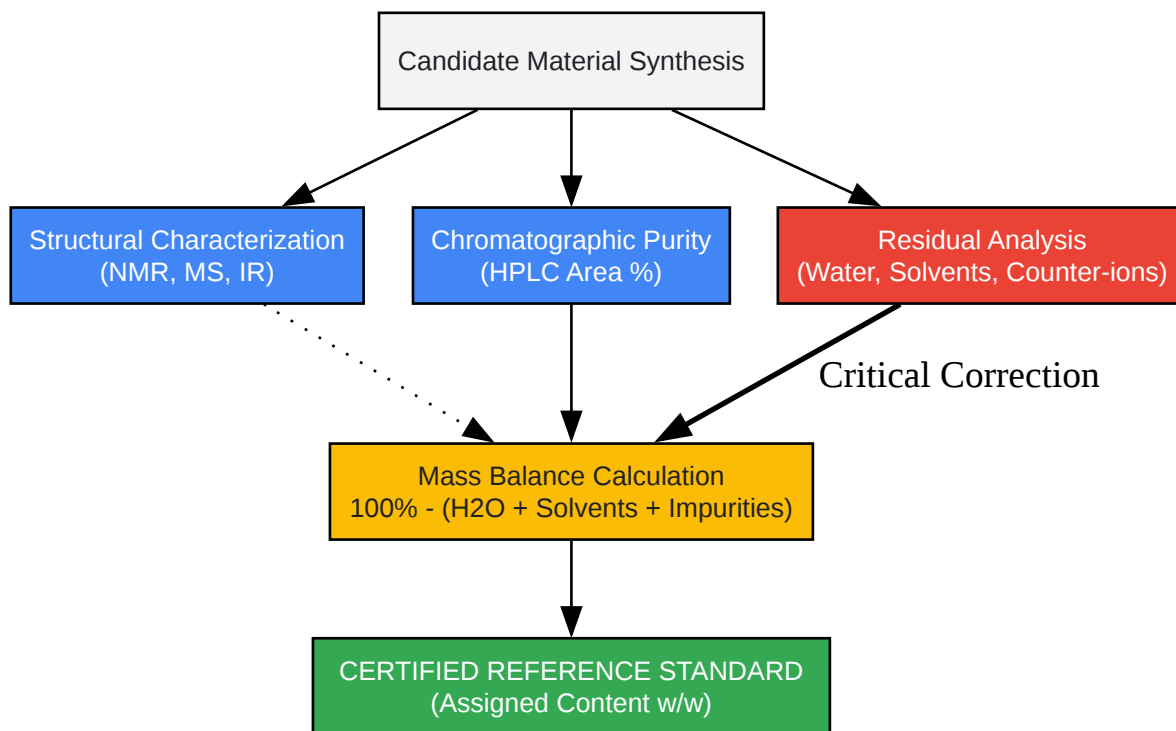 Candidate Material Synthesis
Structural Characterization
(NMR, MS, IR)
Chromatographic Purity
(HPLC Area %)
Residual Analysis
(Water, Solvents, Counter-ions)
Critical Correction
Mass Balance Calculation
100% - (H2O + Solvents + Impurities)
CERTIFIED REFERENCE STANDARD
(Assigned Content w/w)